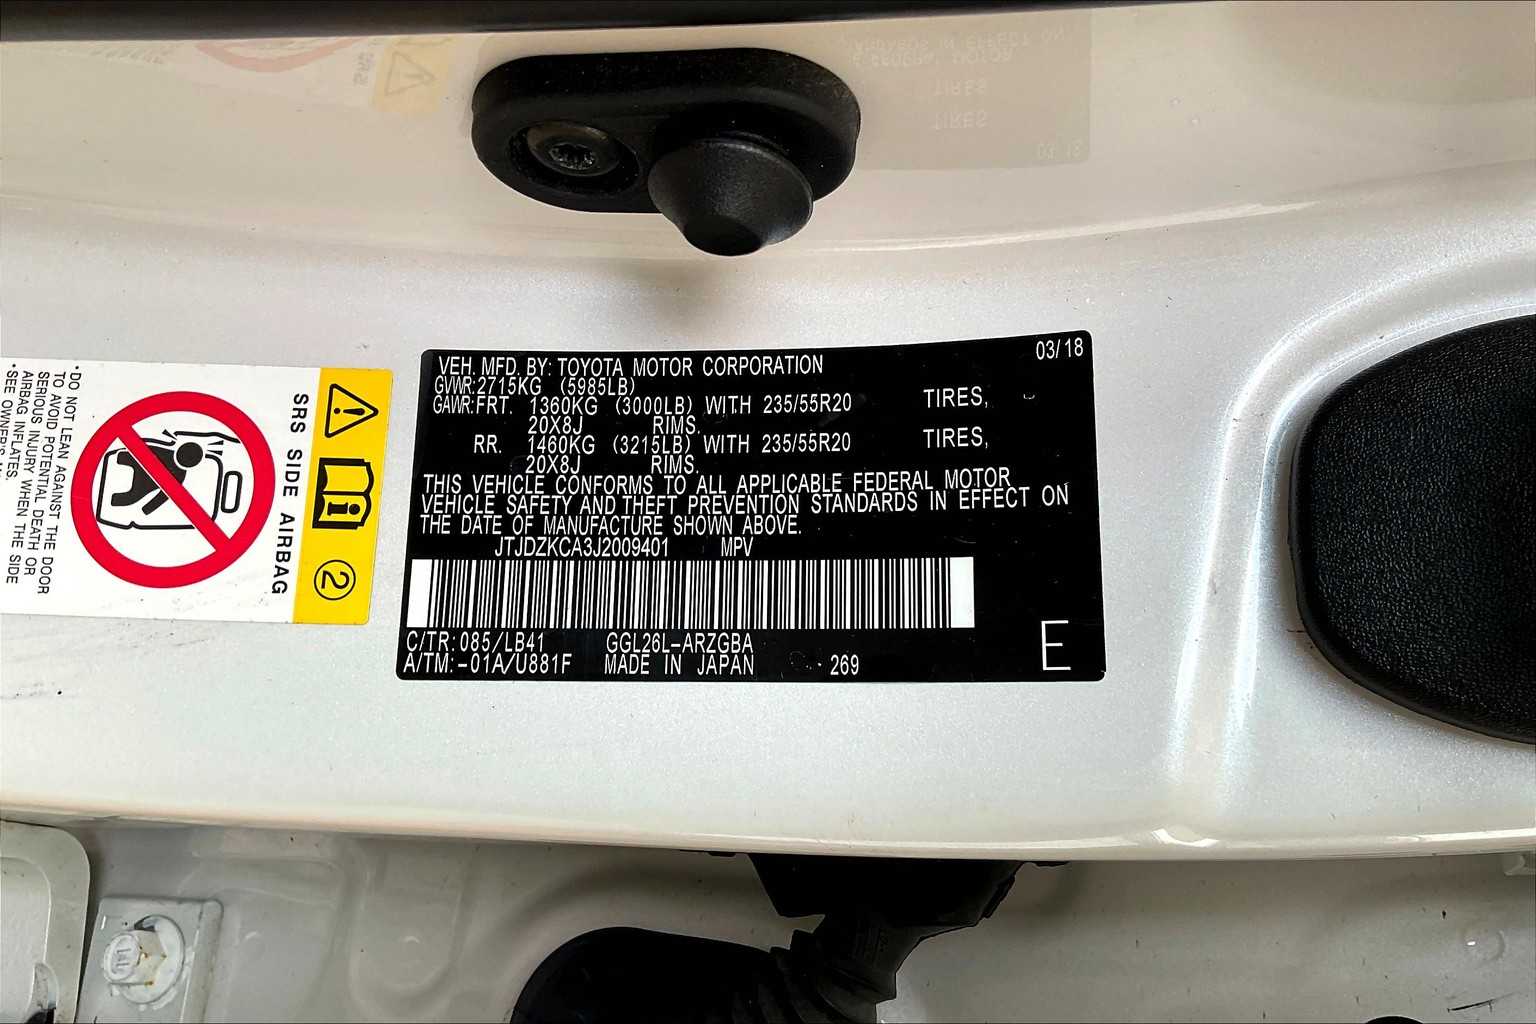 03/18
VEH. MFD. BY: TOYOTA MOTOR CORPORATION
GVWR:2715KG (5985LB)
GAWR:FRT. 1360KG (3000LB) WITH 235/55R20 TIRES,
20X8J RIMS.
RR. 1460KG (3215LB) WITH 235/55R20 TIRES,
20X8J RIMS.
THIS VEHICLE CONFORMS TO ALL APPLICABLE FEDERAL MOTOR
VEHICLE SAFETY AND THEFT PREVENTION STANDARDS IN EFFECT ON
THE DATE OF MANUFACTURE SHOWN ABOVE.
JTJDZKCA3J2009401 MPV
C/TR: 085/LB41 GGL26L-ARZGBA
A/TM:-01A/U881F MADE IN JAPAN 269
E
SRS SIDE AIRBAG
2
•DO NOT LEAN AGAINST THE DOOR
TO AVOID POTENTIAL DEATH OR
SERIOUS INJURY WHEN THE SIDE
AIRBAG INFLATES.
•SEE OWNER'S